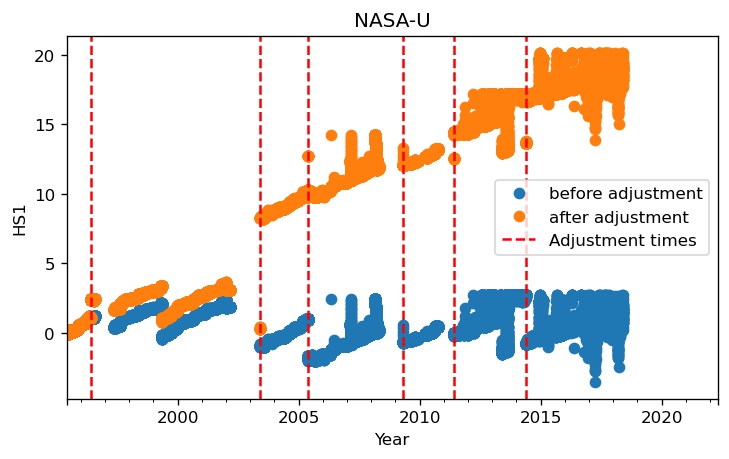 NASA-U
HS1
20
15
10
5
0
before adjustment
after adjustment
Adjustment times
2000
2005
2010
2015
2020
Year